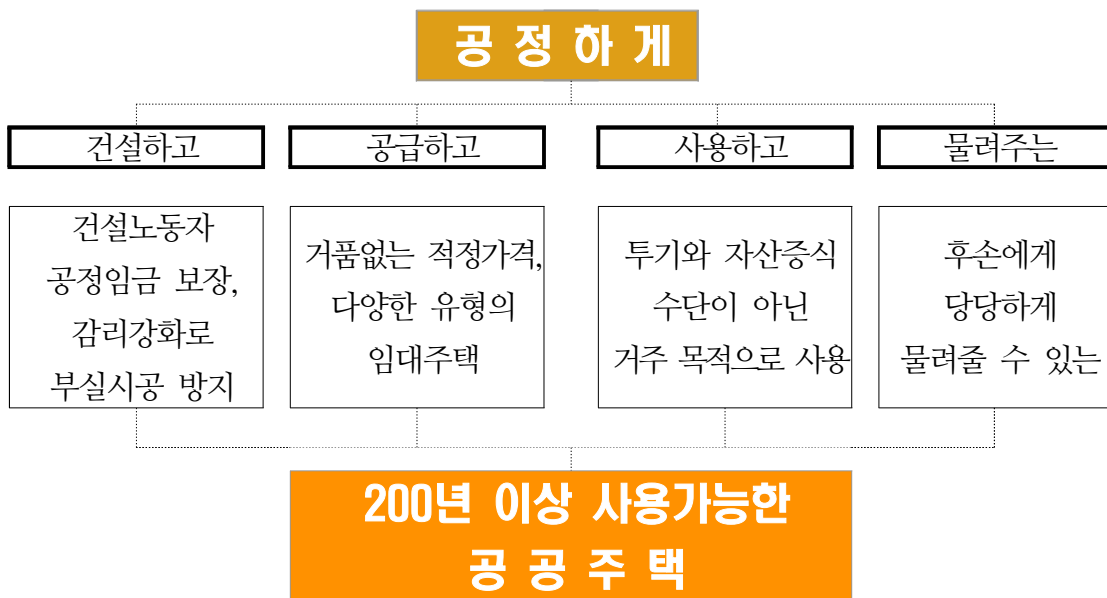 공 정 하 게
건설하고
공급하고
사용하고
물려주는
건설노동자
공정임금 보장,
감리강화로
부실시공 방지
거품없는 적정가격,
다양한 유형의
임대주택
투기와 자산증식
수단이 아닌
거주 목적으로 사용
후손에게
당당하게
물려줄 수 있는
200년 이상 사용가능한
공 공 주 택